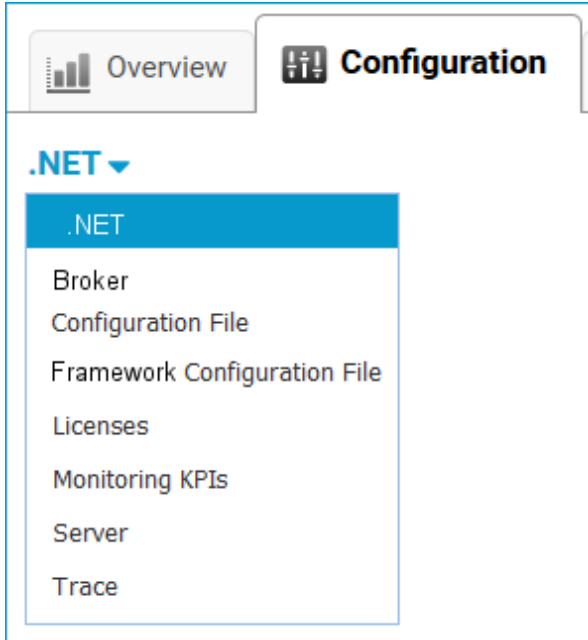 Overview
Configuration
.NET
.NET
Broker
Configuration File
Framework Configuration File
Licenses
Monitoring KPIs
Server
Trace